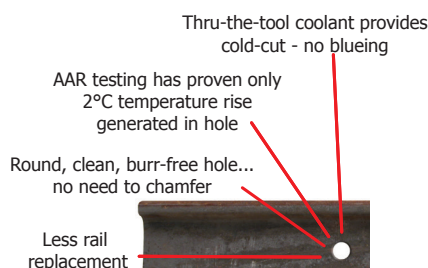 Thru-the-tool coolant provides
cold-cut - no blueing
AAR testing has proven only
2°C temperature rise
generated in hole
Round, clean, burr-free hole...
no need to chamfer
Less rail
replacement